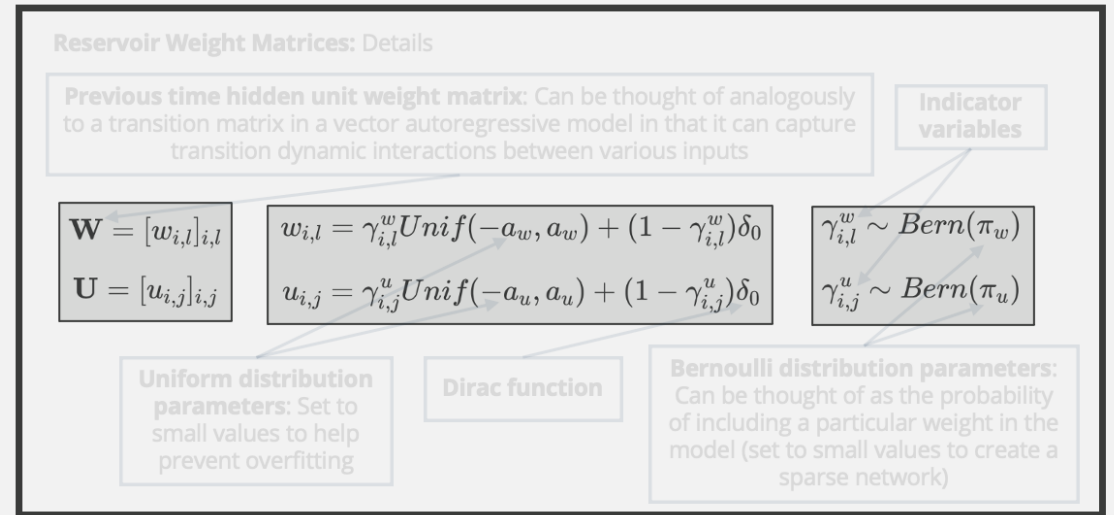 Reservoir Weight Matrices: Details
Previous time hidden unit weight matrix: Can be thought of analogously
to a transition matrix in a vector autoregressive model in that it can capture
transition dynamic interactions between various inputs
Indicator
variables
W = [w_{i,l}]_{i,l}
U = [u_{i,j}]_{i,j}
w_{i,l} = γ^w_{i,l} Unif(−a_w, a_w) + (1 − γ^w_{i,l})δ_0
u_{i,j} = γ^u_{i,j} Unif(−a_u, a_u) + (1 − γ^u_{i,j})δ_0
γ^w_{i,l} ∼ Bern(π_w)
γ^u_{i,j} ∼ Bern(π_u)
Uniform distribution
parameters: Set to
small values to help
prevent overfitting
Dirac function
Bernoulli distribution parameters:
Can be thought of as the probability
of including a particular weight in the
model (set to small values to create a
sparse network)